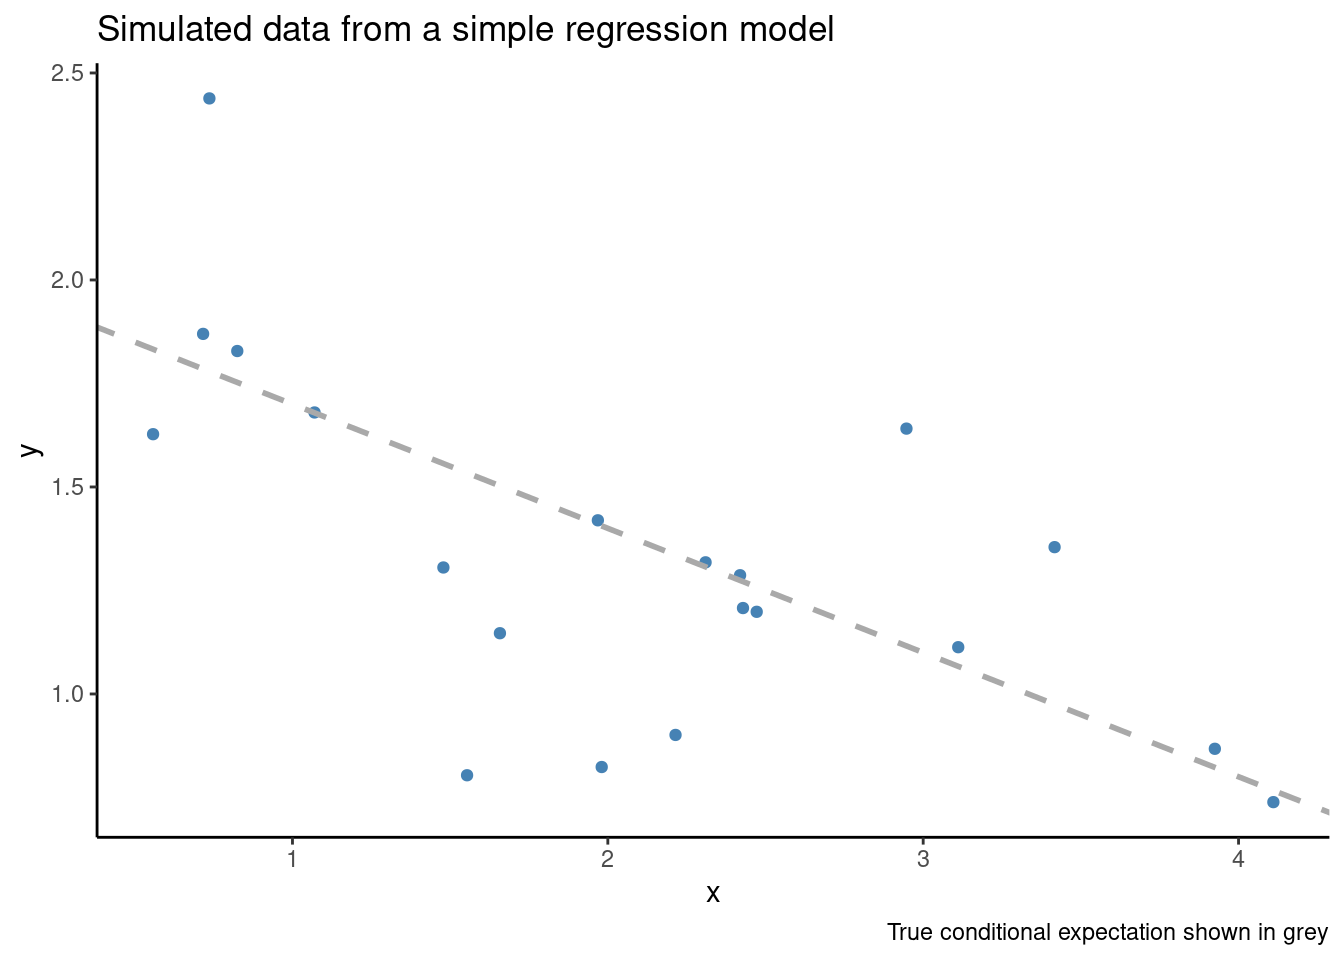 Simulated data from a simple regression model
2.5
2.0
1.5
1.0
y
1 2 3 4
x
True conditional expectation shown in grey